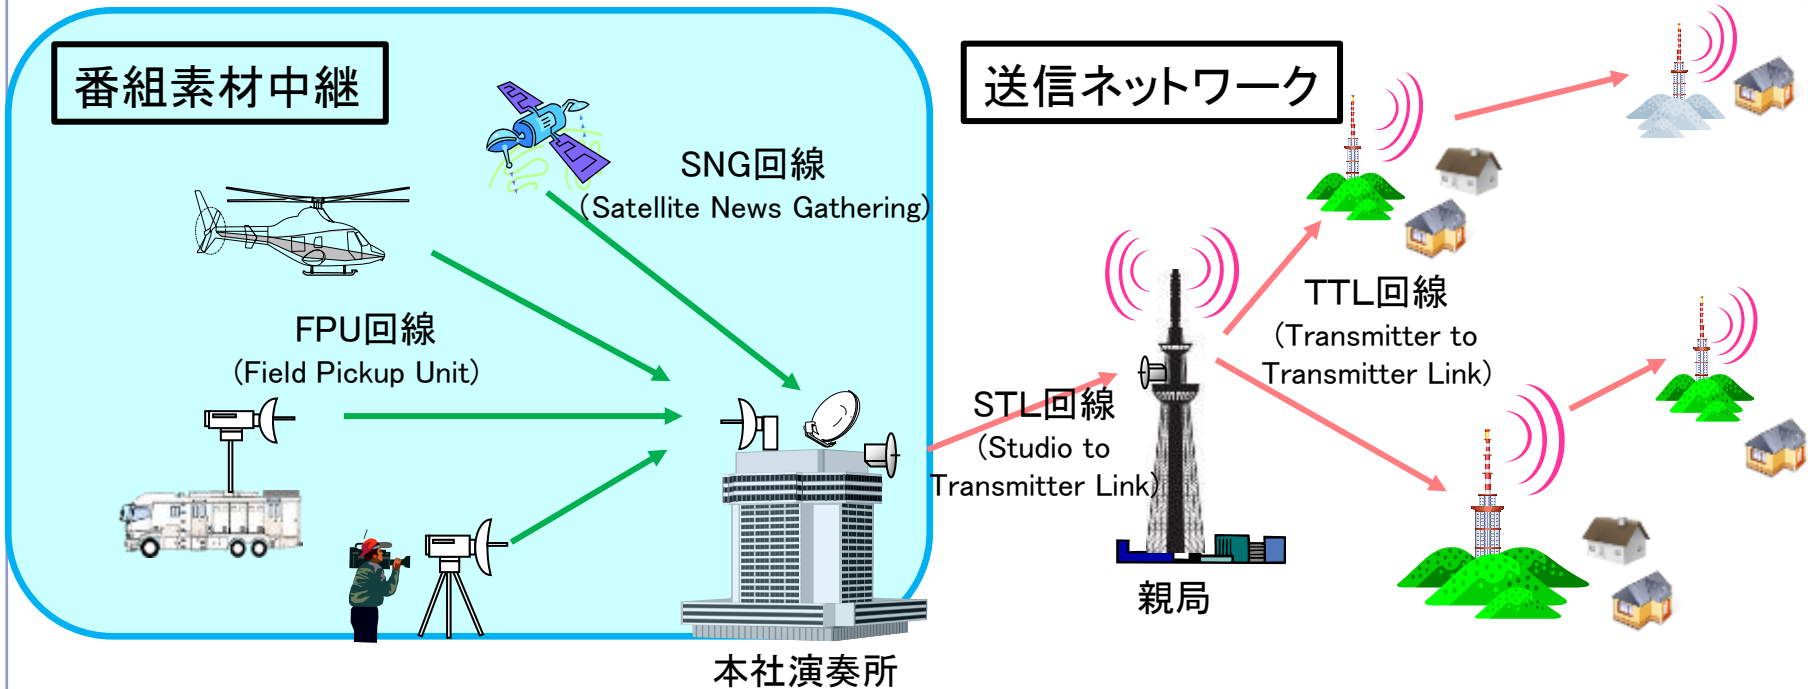 番組素材中継
SNG回線
(Satellite News Gathering)
FPU回線
(Field Pickup Unit)
本社演奏所
送信ネットワーク
STL回線
(Studio to
Transmitter Link)
親局
TTL回線
(Transmitter to
Transmitter Link)